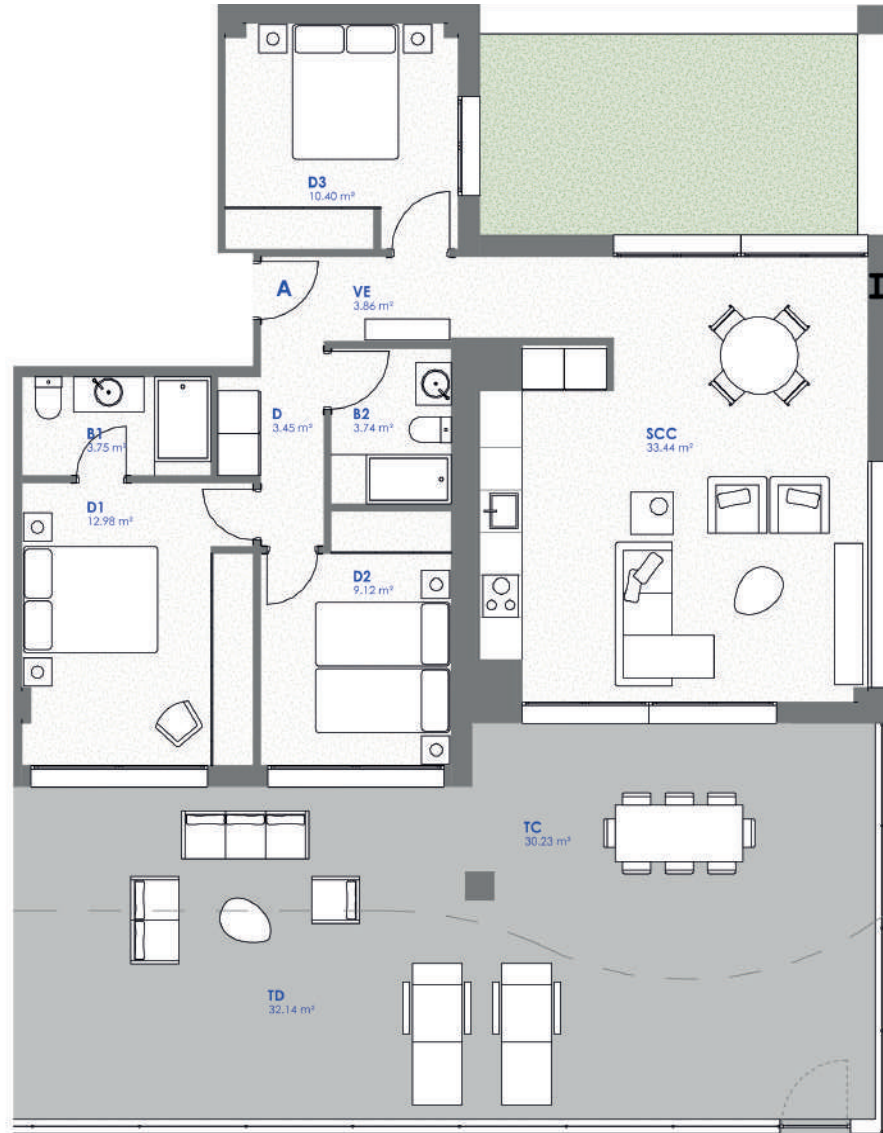 D3
10.40 m²
A
VE
3.86 m²
B1
3.75 m²
D
3.45 m²
B2
3.74 m²
SCC
33.44 m²
D1
12.98 m²
D2
9.12 m²
TC
30.23 m²
TD
32.14 m²